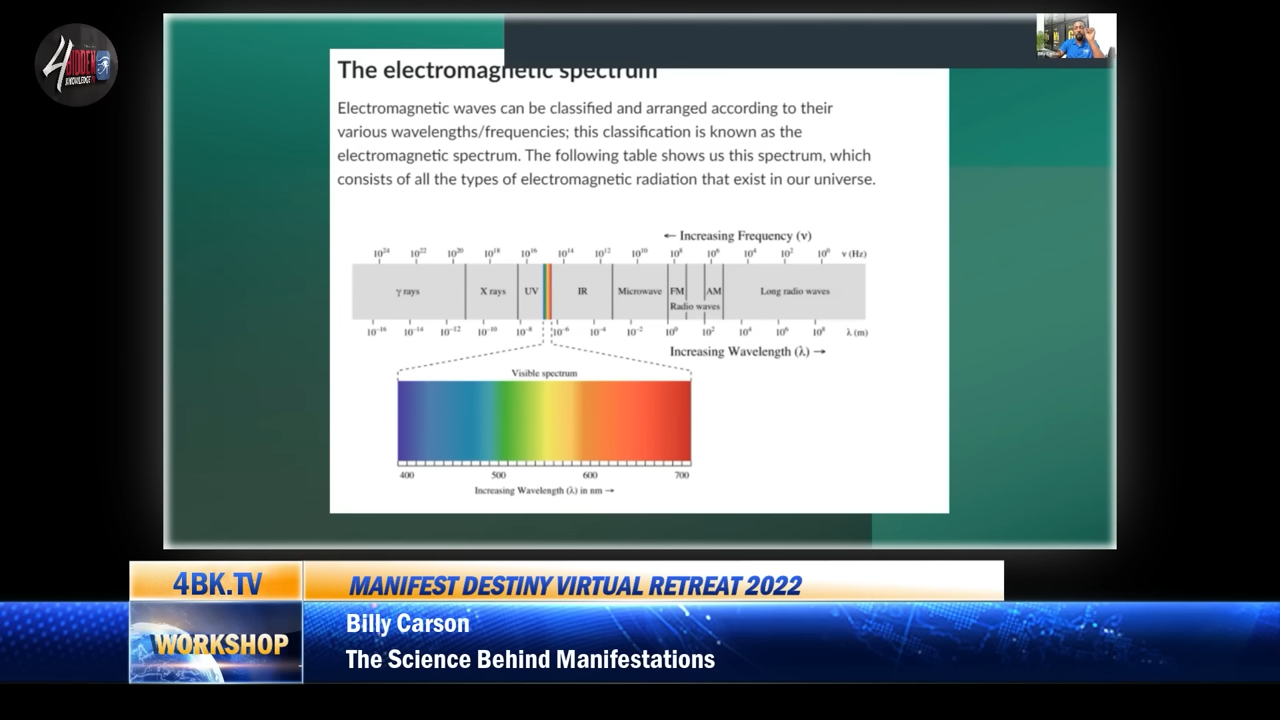 4
HIDDEN
KNOWLEDGE
The electromagnetic spectrum
Electromagnetic waves can be classified and arranged according to their
various wavelengths/frequencies; this classification is known as the
electromagnetic spectrum. The following table shows us this spectrum, which
consists of all the types of electromagnetic radiation that exist in our universe.
← Increasing Frequency (ν)
10²⁴ 10²² 10²⁰ 10¹⁸ 10¹⁶ 10¹⁴ 10¹² 10¹⁰ 10⁸ 10⁶ 10⁴ 10² 10⁰ ν (Hz)
γ rays X rays UV IR Microwave FM AM Long radio waves
Radio waves
10⁻¹⁶ 10⁻¹⁴ 10⁻¹² 10⁻¹⁰ 10⁻⁸ 10⁻⁶ 10⁻⁴ 10⁻² 10⁰ 10² 10⁴ 10⁶ 10⁸ λ (m)
Increasing Wavelength (λ) →
Visible spectrum
400 500 600 700
Increasing Wavelength (λ) in nm →
4BK.TV MANIFEST DESTINY VIRTUAL RETREAT 2022
WORKSHOP
Billy Carson
The Science Behind Manifestations